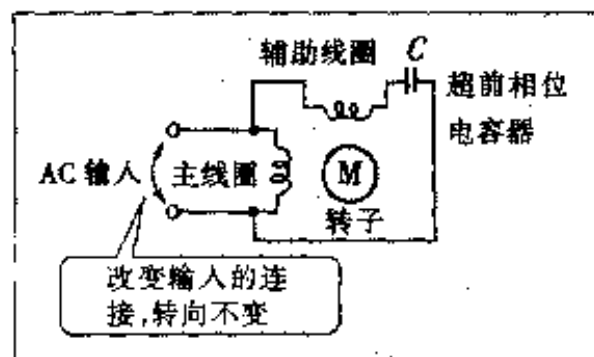 辅助线圈
C
超前相位
电容器
AC 输入
主线圈
M
转子
改变输入的连
接,转向不变